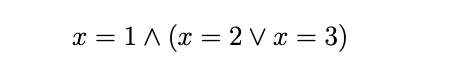 x = 1 ∧ (x = 2 ∨ x = 3)